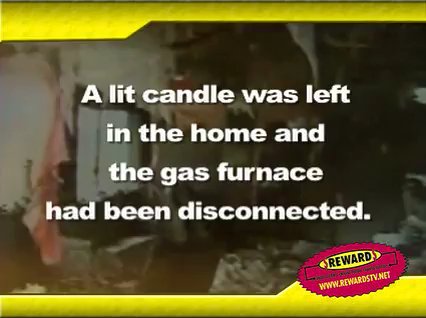 A lit candle was left
in the home and
the gas furnace
had been disconnected.
REWARD
WWW.REWARDSTV.NET